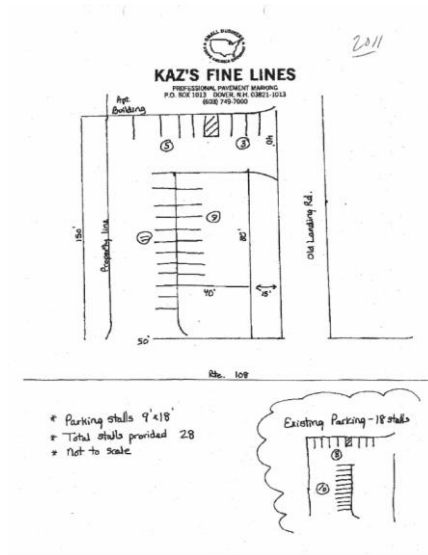 2011
SMALL BUSINESS
KAZ'S FINE LINES
PROFESSIONAL PAVEMENT MARKING
P.O. BOX 1013 DOVER, N.H. 03821-1013
(603) 749-7000
Apt.
Building
5
3
40
150'
Property line
9
80'
Old Landing Rd.
40'
15'
50'
Rte. 108
* Parking stalls 9'x18'
* Total stalls provided 28
* Not to scale
Existing Parking - 18 stalls
8
10